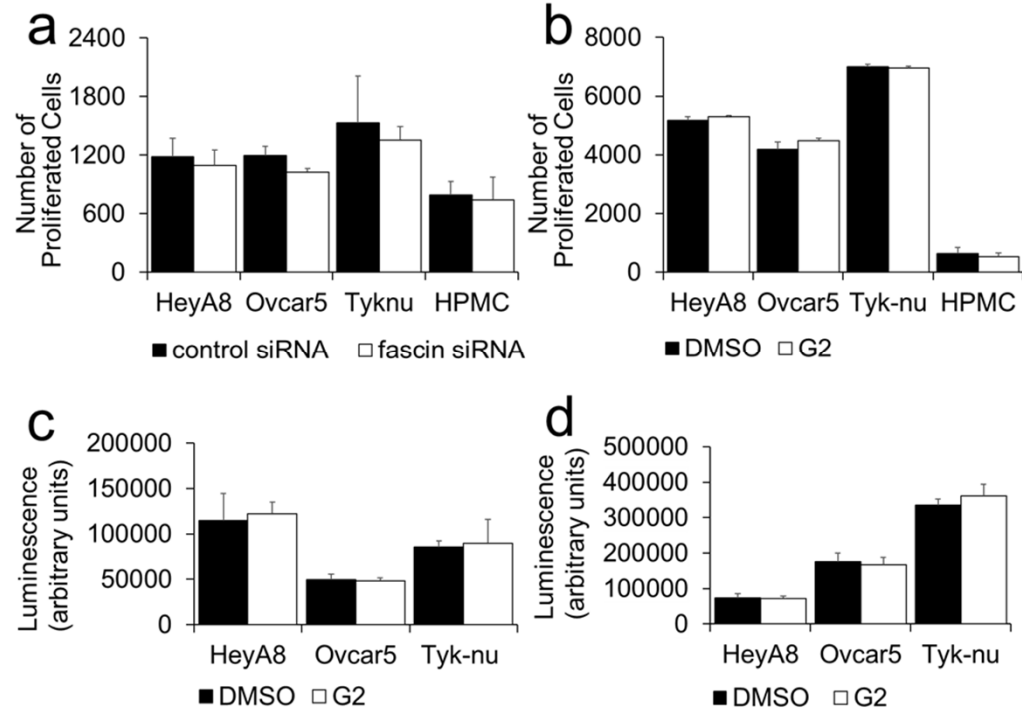 a
Number of
Proliferated Cells
2400
1800
1200
600
0
HeyA8 Ovcar5 Tyknu HPMC
control siRNA fascin siRNA
b
Number of
Proliferated Cells
8000
6000
4000
2000
0
HeyA8 Ovcar5 Tyk-nu HPMC
DMSO G2
c
Luminescence
(arbitrary units)
200000
150000
100000
50000
0
HeyA8 Ovcar5 Tyk-nu
DMSO G2
d
Luminescence
(arbitrary units)
500000
400000
300000
200000
100000
0
HeyA8 Ovcar5 Tyk-nu
DMSO G2